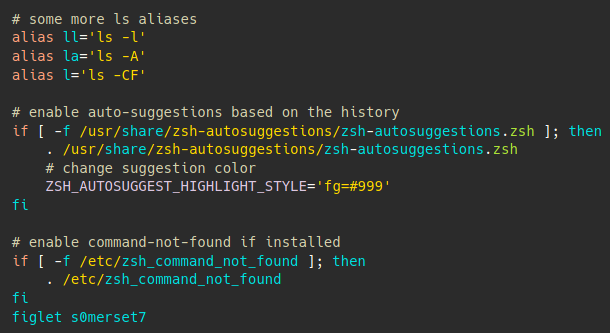 # some more ls aliases
alias ll='ls -l'
alias la='ls -A'
alias l='ls -CF'

# enable auto-suggestions based on the history
if [ -f /usr/share/zsh-autosuggestions/zsh-autosuggestions.zsh ]; then
    . /usr/share/zsh-autosuggestions/zsh-autosuggestions.zsh
    # change suggestion color
    ZSH_AUTOSUGGEST_HIGHLIGHT_STYLE='fg=#999'
fi

# enable command-not-found if installed
if [ -f /etc/zsh_command_not_found ]; then
    . /etc/zsh_command_not_found
fi
figlet s0merset7